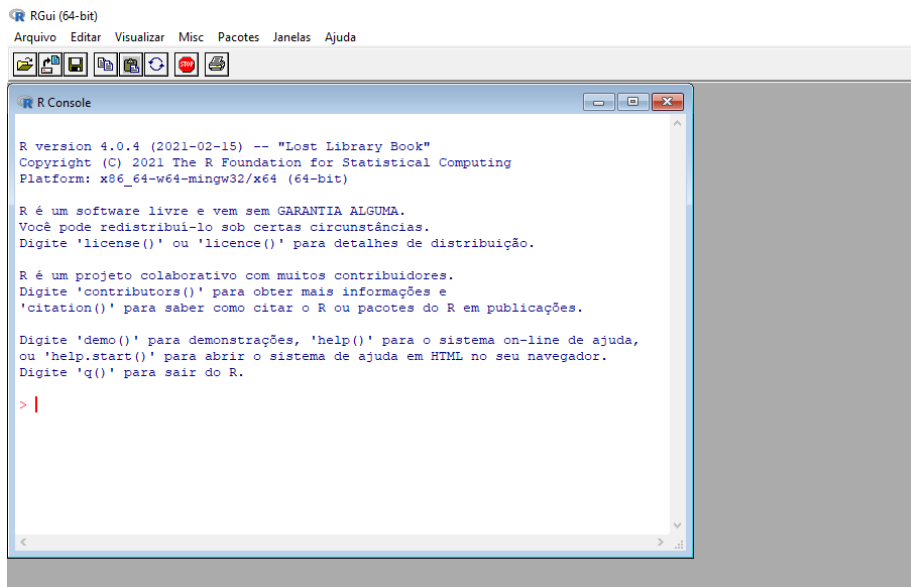 RGui (64-bit)
Arquivo Editar Visualizar Misc Pacotes Janelas Ajuda
STOP
R Console
R version 4.0.4 (2021-02-15) -- "Lost Library Book"
Copyright (C) 2021 The R Foundation for Statistical Computing
Platform: x86_64-w64-mingw32/x64 (64-bit)
R é um software livre e vem sem GARANTIA ALGUMA.
Você pode redistribuí-lo sob certas circunstâncias.
Digite 'license()' ou 'licence()' para detalhes de distribuição.
R é um projeto colaborativo com muitos contribuidores.
Digite 'contributors()' para obter mais informações e
'citation()' para saber como citar o R ou pacotes do R em publicações.
Digite 'demo()' para demonstrações, 'help()' para o sistema on-line de ajuda,
ou 'help.start()' para abrir o sistema de ajuda em HTML no seu navegador.
Digite 'q()' para sair do R.
>